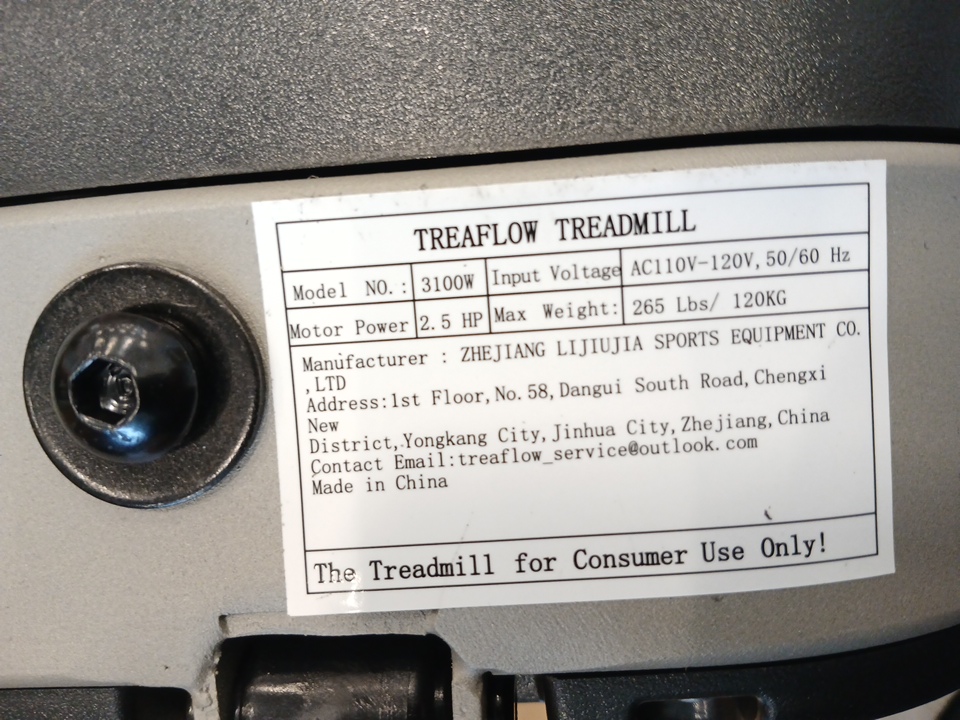 TREAFLOW TREADMILL
Model NO.: 3100W Input Voltage AC110V-120V, 50/60 Hz
Motor Power 2.5 HP Max Weight: 265 Lbs/ 120KG
Manufacturer : ZHEJIANG LIJIUJIA SPORTS EQUIPMENT CO.
,LTD
Address:1st Floor, No. 58, Dangui South Road, Chengxi
New
District, Yongkang City, Jinhua City, Zhejiang, China
Contact Email:treaflow_service@outlook.com
Made in China
The Treadmill for Consumer Use Only!